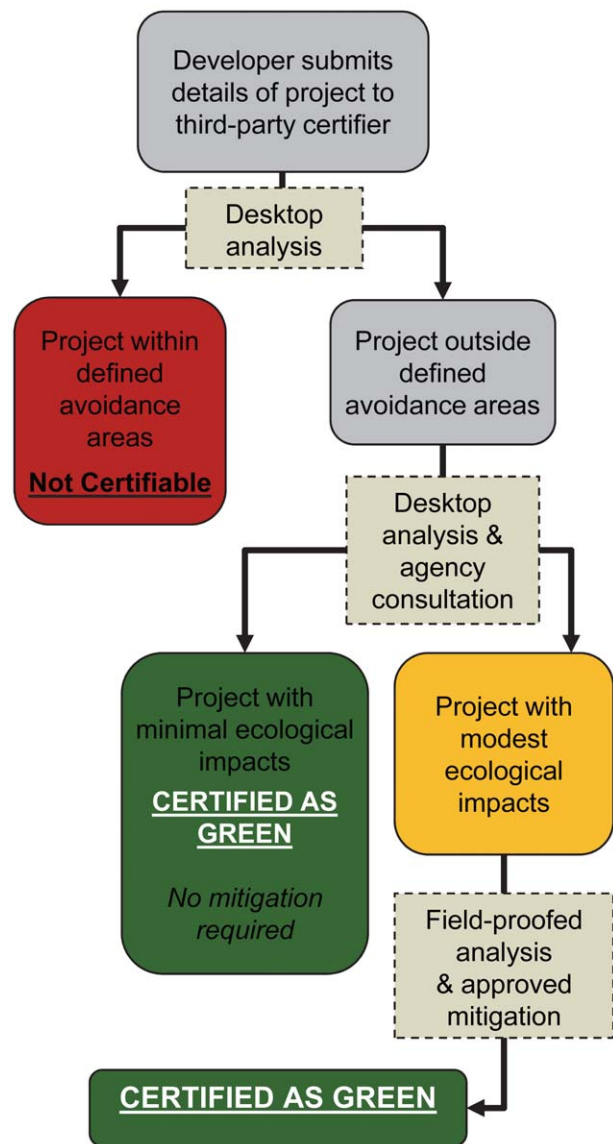 Developer submits
details of project to
third-party certifier
Desktop
analysis
Project within
defined
avoidance
areas
Not Certifiable
Project outside
defined
avoidance areas
Desktop
analysis &
agency
consultation
Project with
minimal ecological
impacts
CERTIFIED AS
GREEN
No mitigation
required
Project with
modest
ecological
impacts
Field-proofed
analysis
& approved
mitigation
CERTIFIED AS GREEN